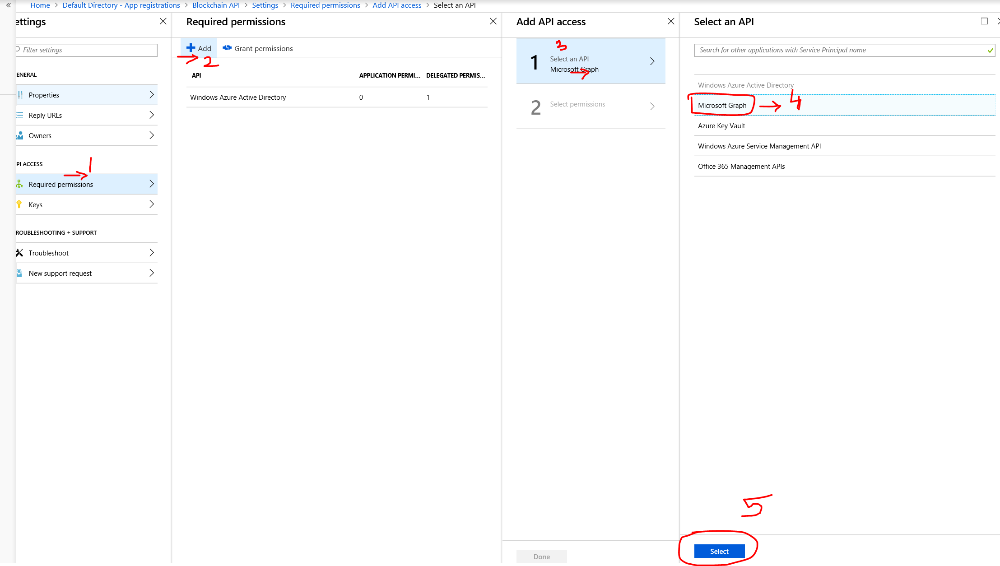 «
Home > Default Directory - App registrations > Blockchain API > Settings > Required permissions > Add API access > Select an API
ettings
Filter settings
ENERAL
Properties
Reply URLs
Owners
PI ACCESS
1
Required permissions
Keys
ROUBLESHOOTING + SUPPORT
Troubleshoot
New support request
Required permissions
Add
Grant permissions
2
API APPLICATION PERMI... DELEGATED PERMIS...
Windows Azure Active Directory 0 1
Add API access
3
1
Select an API
Microsoft Graph
2
Select permissions
Done
Select an API
Search for other applications with Service Principal name
Windows Azure Active Directory
Microsoft Graph
4
Azure Key Vault
Windows Azure Service Management API
Office 365 Management APIs
5
Select